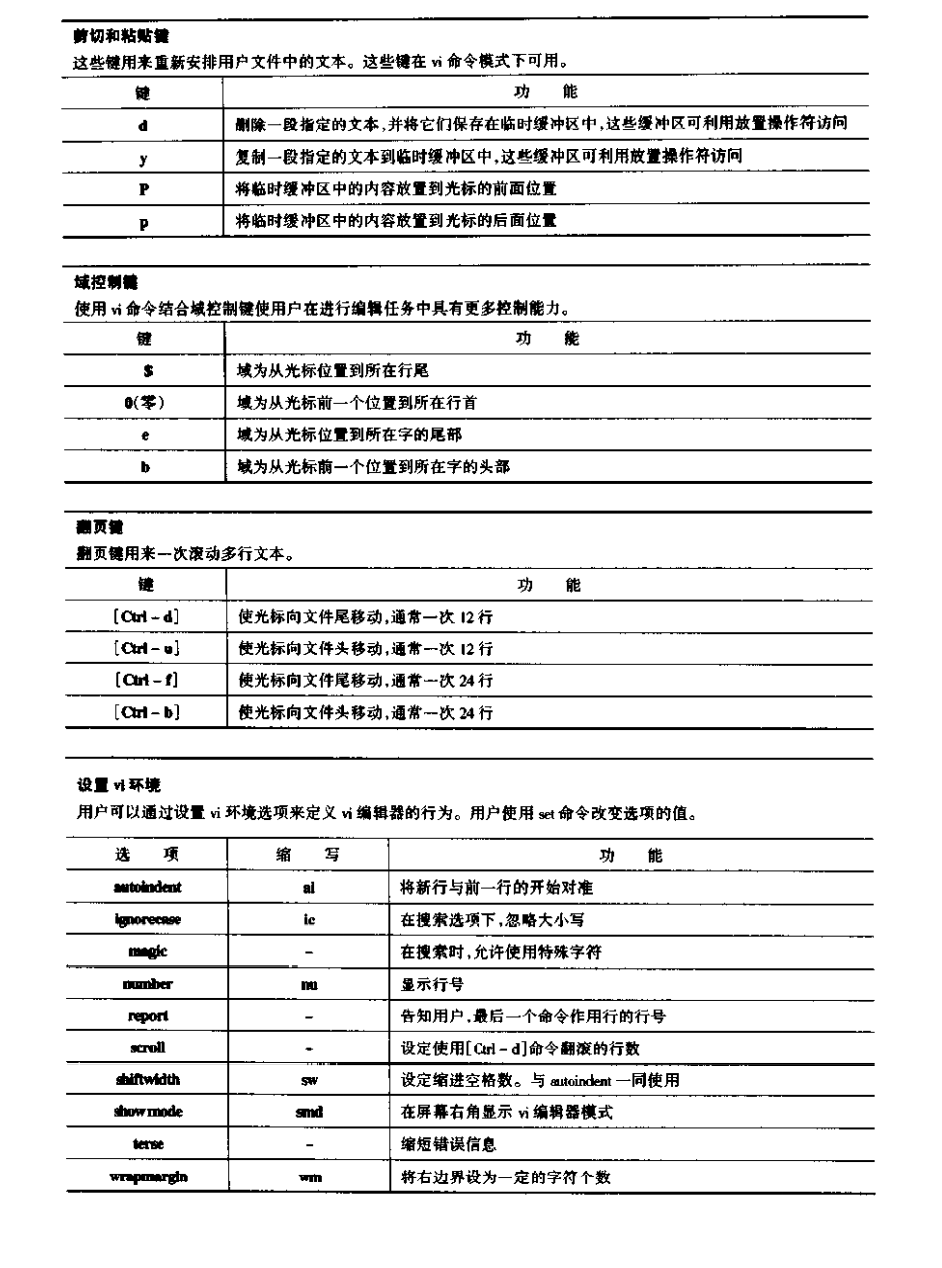 剪切和粘贴键
这些键用来重新安排用户文件中的文本。这些键在 vi 命令模式下可用。
键 功 能
d 删除一段指定的文本,并将它们保存在临时缓冲区中,这些缓冲区可利用放置操作符访问
y 复制一段指定的文本到临时缓冲区中,这些缓冲区可利用放置操作符访问
P 将临时缓冲区中的内容放置到光标的前面位置
p 将临时缓冲区中的内容放置到光标的后面位置
域控制键
使用 vi 命令结合域控制键使用户在进行编辑任务中具有更多控制能力。
键 功 能
$ 域为从光标位置到所在行尾
0(零) 域为从光标前一个位置到所在行首
e 域为从光标位置到所在字的尾部
b 域为从光标前一个位置到所在字的头部
翻页键
翻页键用来一次滚动多行文本。
键 功 能
[Ctrl – d] 使光标向文件尾移动,通常一次 12 行
[Ctrl – u] 使光标向文件头移动,通常一次 12 行
[Ctrl – f] 使光标向文件尾移动,通常一次 24 行
[Ctrl – b] 使光标向文件头移动,通常一次 24 行
设置 vi 环境
用户可以通过设置 vi 环境选项来定义 vi 编辑器的行为。用户使用 set 命令改变选项的值。
选 项 缩 写 功 能
autoindent ai 将新行与前一行的开始对准
ignorecase ic 在搜索选项下,忽略大小写
magic – 在搜索时,允许使用特殊字符
number nu 显示行号
report – 告知用户,最后一个命令作用行的行号
scroll – 设定使用[Ctrl – d]命令翻滚的行数
shiftwidth sw 设定缩进空格数。与 autoindent 一同使用
showmode smd 在屏幕右角显示 vi 编辑器模式
terse – 缩短错误信息
wrapmargin wm 将右边界设为一定的字符个数